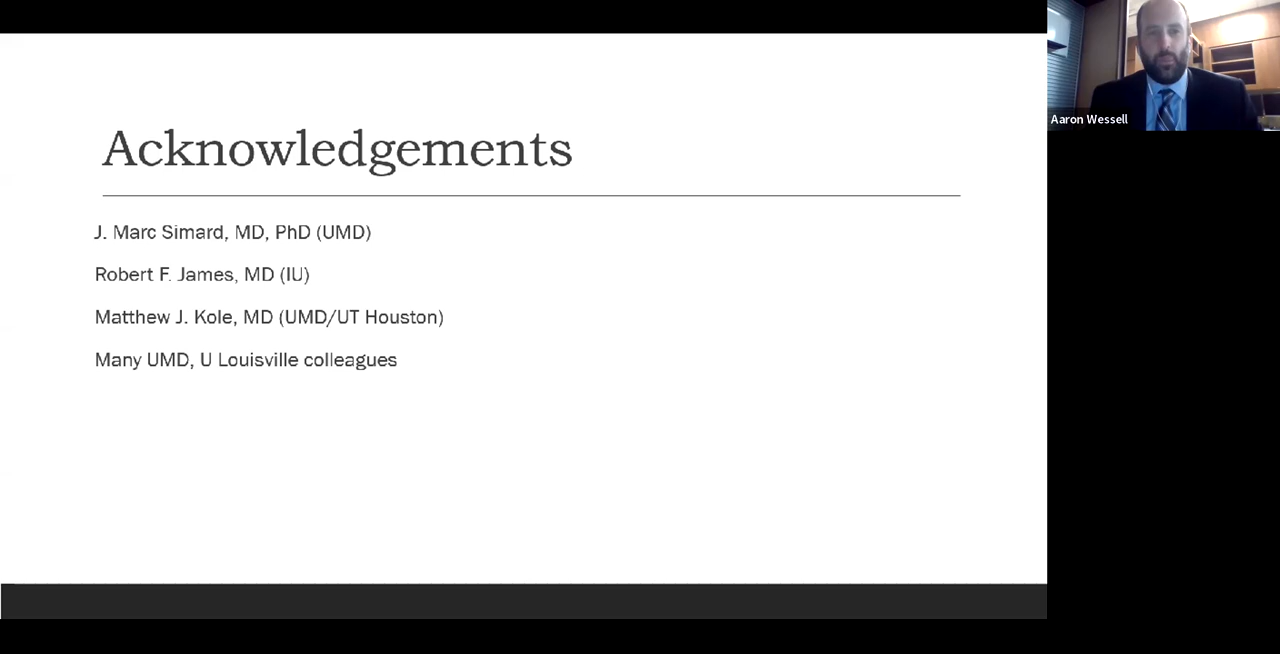 Acknowledgements
J. Marc Simard, MD, PhD (UMD)
Robert F. James, MD (IU)
Matthew J. Kole, MD (UMD/UT Houston)
Many UMD, U Louisville colleagues
Aaron Wessell